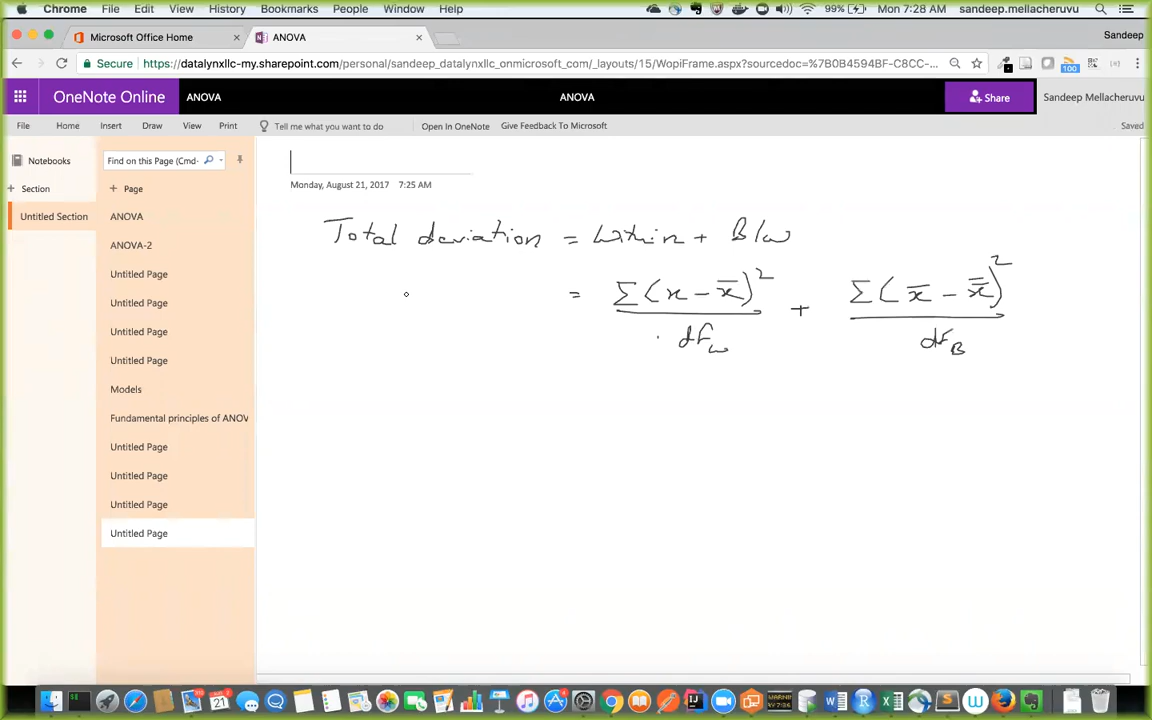 Chrome File Edit View History Bookmarks People Window Help 99% Mon 7:28 AM sandeep.mellacheruvu
Microsoft Office Home × ANOVA × Sandeep
Secure https://datalynxllc-my.sharepoint.com/personal/sandeep_datalynxllc_onmicrosoft_com/_layouts/15/WopiFrame.aspx?sourcedoc=%7B0B4594BF-C8CC-... 100
OneNote Online ANOVA ANOVA Share Sandeep Mellacheruvu
File Home Insert Draw View Print Tell me what you want to do Open In OneNote Give Feedback To Microsoft Saved
Notebooks
+ Section
Untitled Section
Find on this Page (Cmd-
+ Page
ANOVA
ANOVA-2
Untitled Page
Untitled Page
Untitled Page
Untitled Page
Models
Fundamental principles of ANOV
Untitled Page
Untitled Page
Untitled Page
Untitled Page
Monday, August 21, 2017 7:25 AM
Total deviation = within + B/w
= Σ(x - x̄)² / dFw + Σ(x̄ - x̿)² / dFB